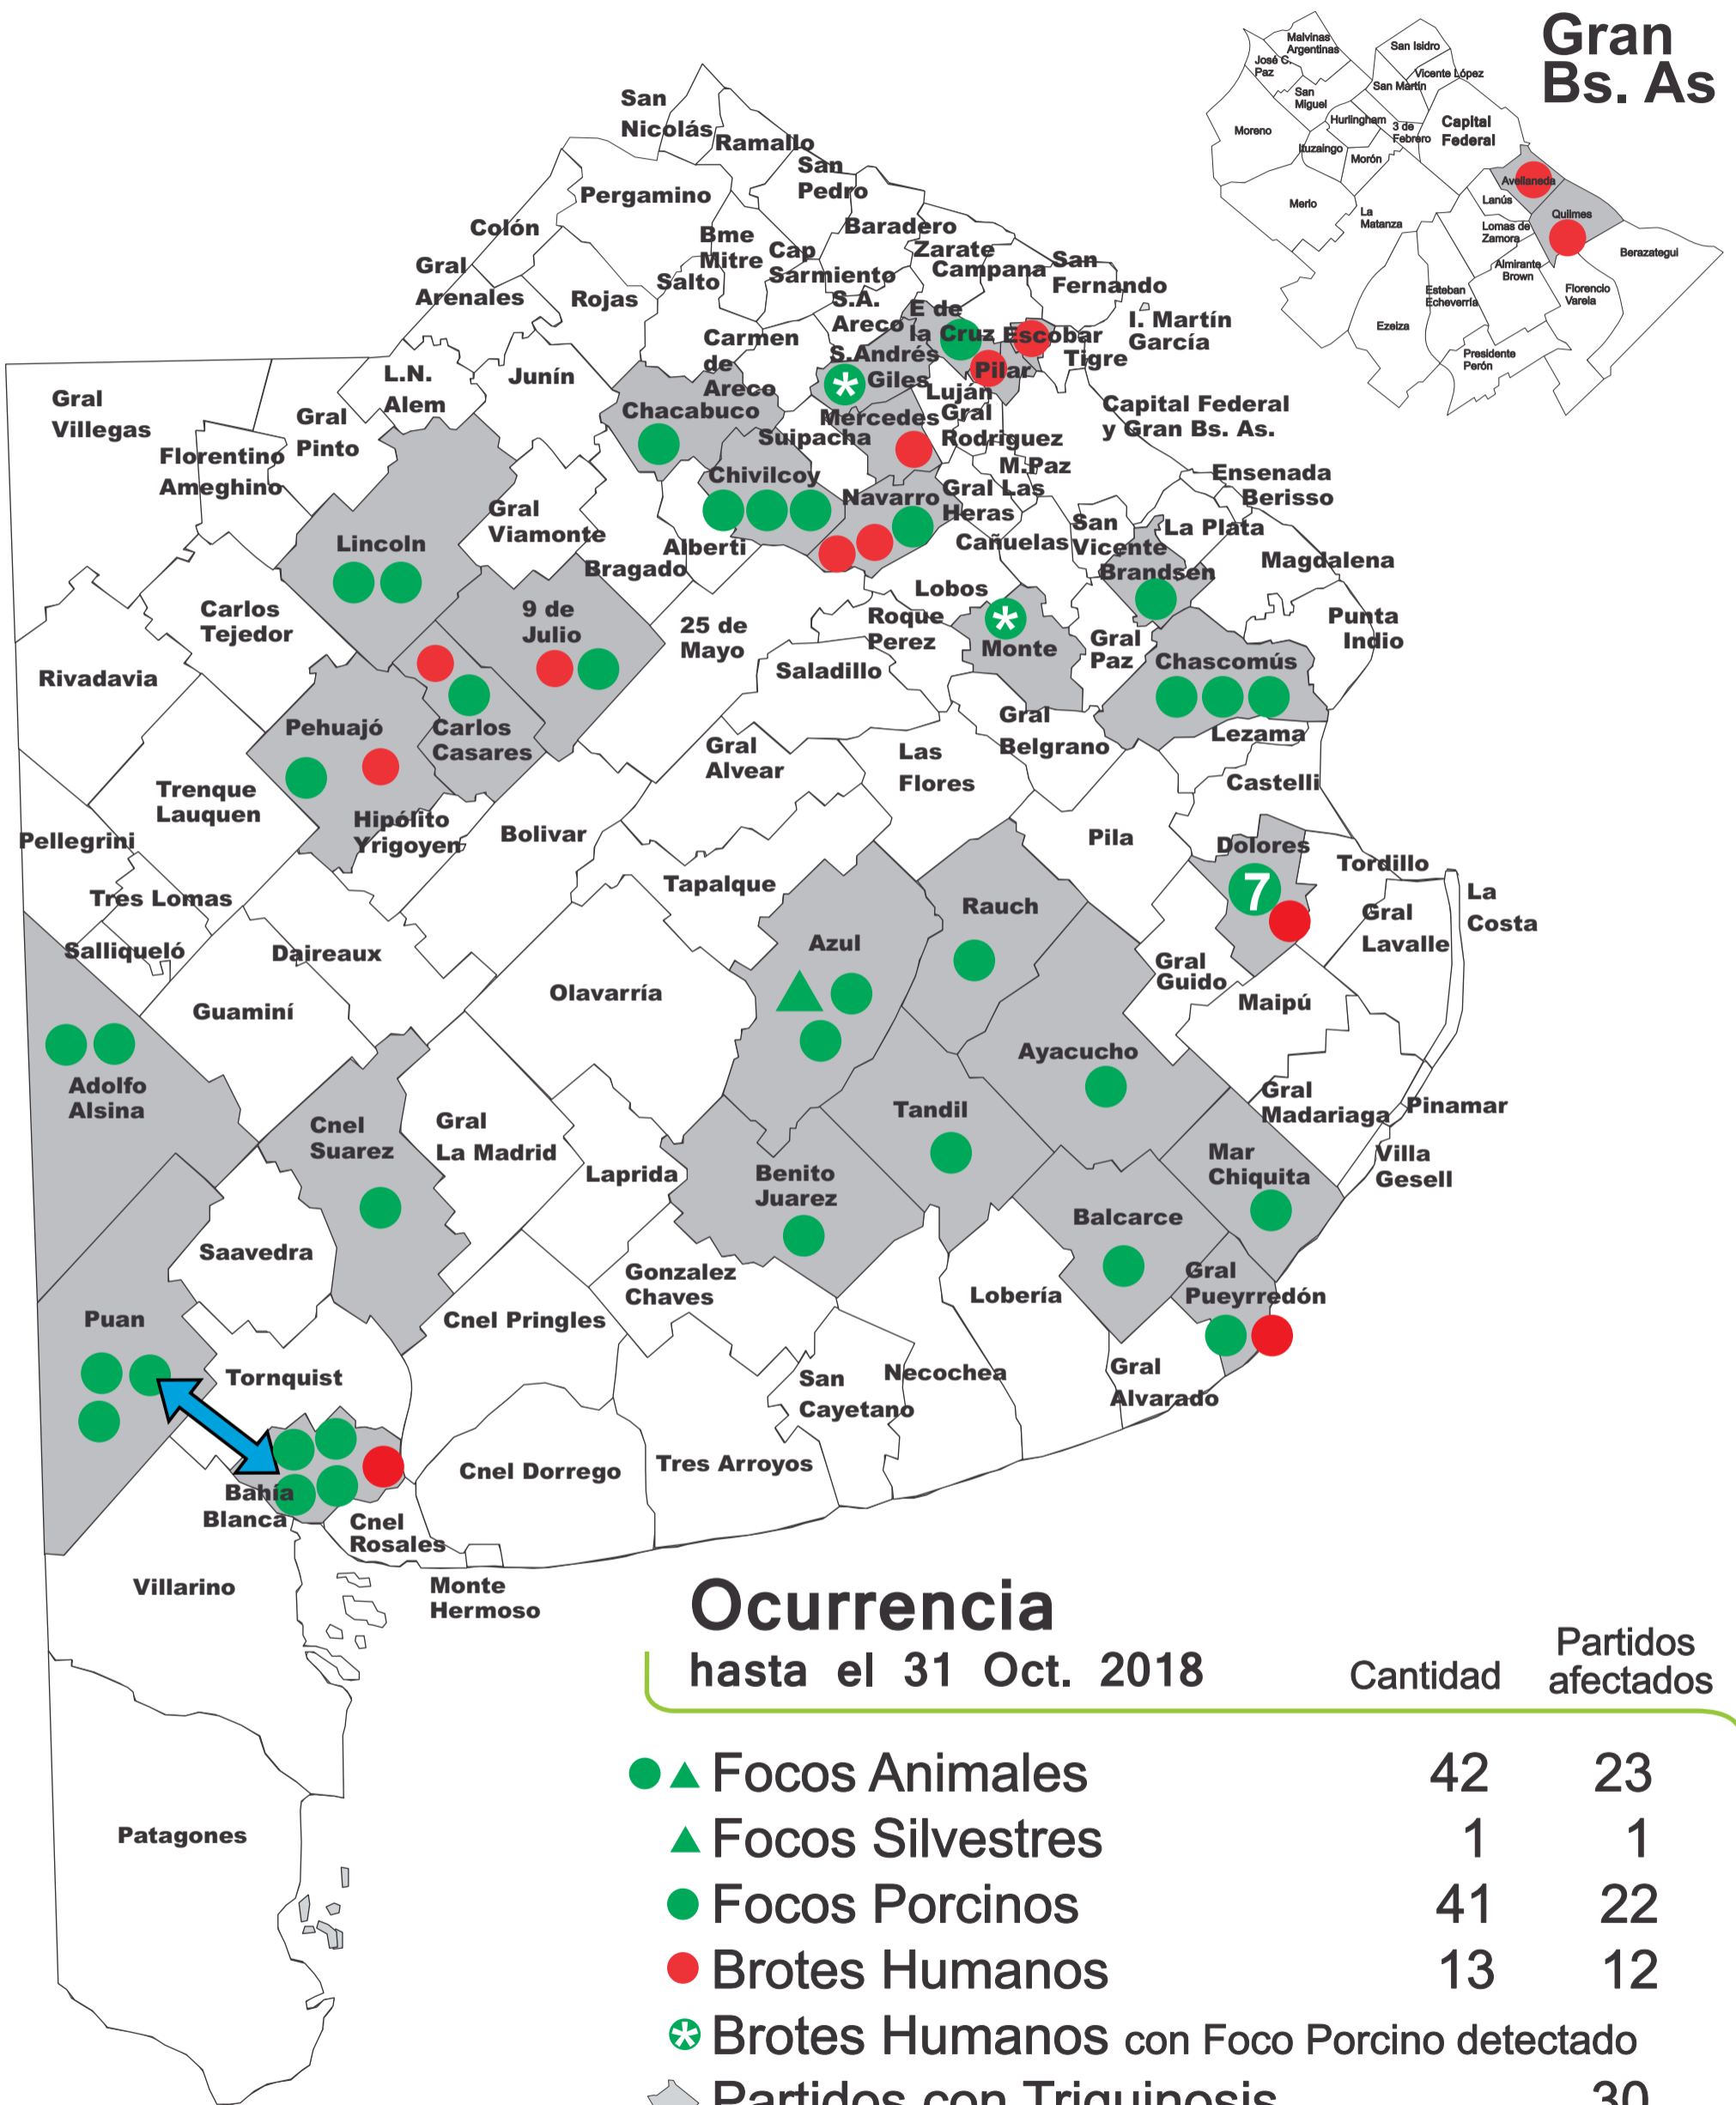 Gran
Bs. As
Malvinas
Argentinas
José C.
Paz
San Isidro
Vicente López
San Martín
San
Miguel
Hurlingham
3 de
Febrero
Capital
Federal
Moreno
Ituzaingo
Morón
Avellaneda
Merlo
La
Matanza
Lanús
Quilmes
Lomas de
Zamora
Berazategui
Almirante
Brown
Esteban
Echeverría
Florencio
Varela
Ezeiza
Presidente
Perón
San
Nicolás
Ramallo
San
Pedro
Pergamino
Colón
Baradero
Bme
Mitre
Cap
Sarmiento
Zarate
Campana
San
Fernando
Gral
Arenales
Rojas
Salto
S.A.
Areco
E de
la Cruz
Escobar
I. Martín
García
Tigre
Carmen
de
Areco
S.Andrés
Giles
Pilar
Luján
L.N.
Alem
Junín
Gral
Villegas
Gral
Pinto
Chacabuco
Mercedes
Suipacha
Gral
Rodriguez
Capital Federal
y Gran Bs. As.
Florentino
Ameghino
M.Paz
Chivilcoy
Navarro
Gral Las
Heras
Ensenada
Berisso
Gral
Viamonte
San
Vicente
La Plata
Lincoln
Alberti
Cañuelas
Bragado
Brandsen
Magdalena
Carlos
Tejedor
9 de
Julio
25 de
Mayo
Lobos
Roque
Perez
Monte
Gral
Paz
Punta
Indio
Rivadavia
Saladillo
Chascomús
Pehuajó
Carlos
Casares
Gral
Belgrano
Lezama
Gral
Alvear
Las
Flores
Castelli
Trenque
Lauquen
Hipólito
Yrigoyen
Bolivar
Pila
Dolores
7
Tordillo
Pellegrini
Tres Lomas
Tapalque
Rauch
La
Costa
Gral
Lavalle
Salliqueló
Daireaux
Azul
Gral
Guido
Guaminí
Olavarría
Maipú
Ayacucho
Adolfo
Alsina
Gral
Madariaga
Pinamar
Cnel
Suarez
Gral
La Madrid
Tandil
Mar
Chiquita
Villa
Gesell
Laprida
Benito
Juarez
Balcarce
Saavedra
Gonzalez
Chaves
Lobería
Gral
Pueyrredón
Puan
Cnel Pringles
Tornquist
San
Cayetano
Necochea
Gral
Alvarado
Cnel Dorrego
Tres Arroyos
Bahía
Blanca
Cnel
Rosales
Villarino
Monte
Hermoso
Patagones
Ocurrencia
hasta el 31 Oct. 2018
Cantidad
Partidos
afectados
Focos Animales 42 23
Focos Silvestres 1 1
Focos Porcinos 41 22
Brotes Humanos 13 12
* Brotes Humanos con Foco Porcino detectado
Partidos con Triquinosis 30